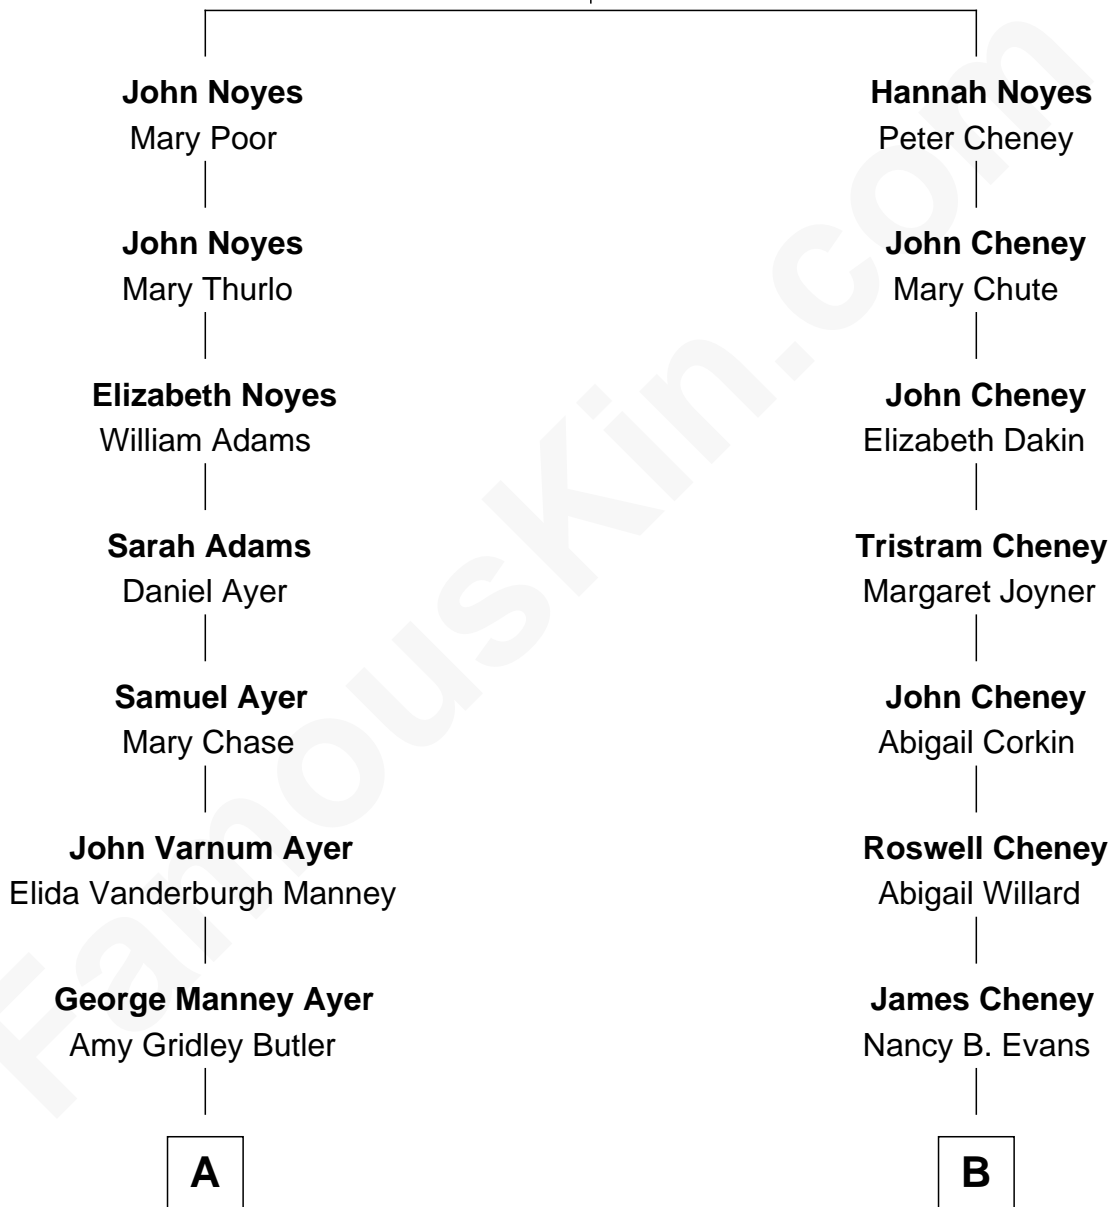 John Noyes
Mary Poor
John Noyes
Mary Thurlo
Elizabeth Noyes
William Adams
Sarah Adams
Daniel Ayer
Samuel Ayer
Mary Chase
John Varnum Ayer
Elida Vanderburgh Manney
George Manney Ayer
Amy Gridley Butler
A
Hannah Noyes
Peter Cheney
John Cheney
Mary Chute
John Cheney
Elizabeth Dakin
Tristram Cheney
Margaret Joyner
John Cheney
Abigail Corkin
Roswell Cheney
Abigail Willard
James Cheney
Nancy B. Evans
B
FamousKin.com